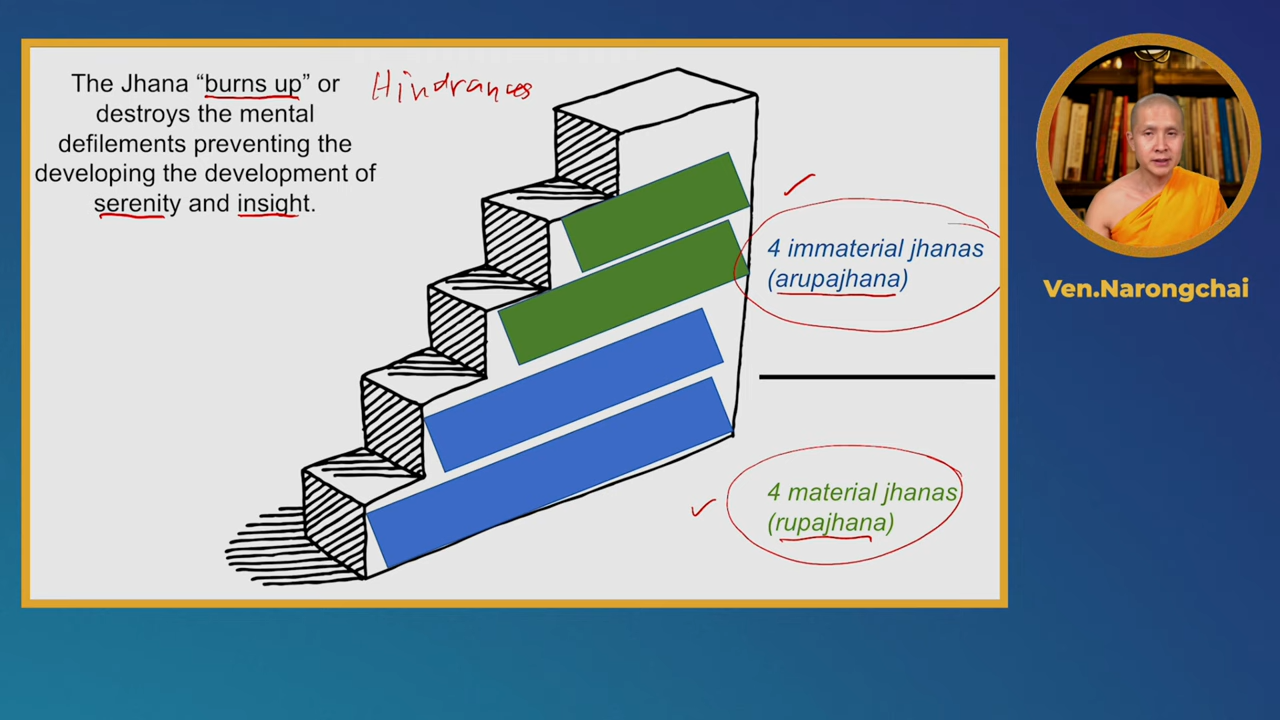 The Jhana “burns up” or
destroys the mental
defilements preventing the
developing the development of
serenity and insight.
Hindrances
4 immaterial jhanas
(arupajhana)
4 material jhanas
(rupajhana)
Ven.Narongchai